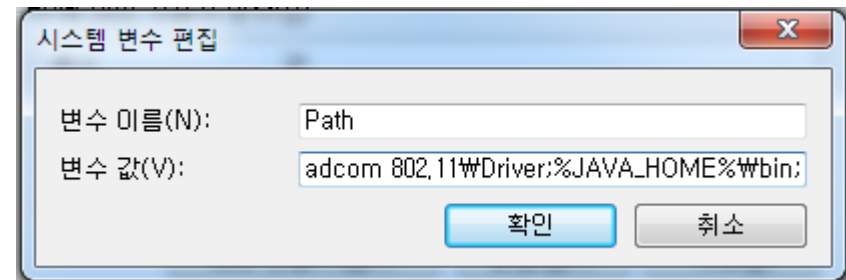 시스템 변수 편집
변수 이름(N): Path
변수 값(V): adcom 802.11₩Driver;%JAVA_HOME%₩bin;
확인 취소